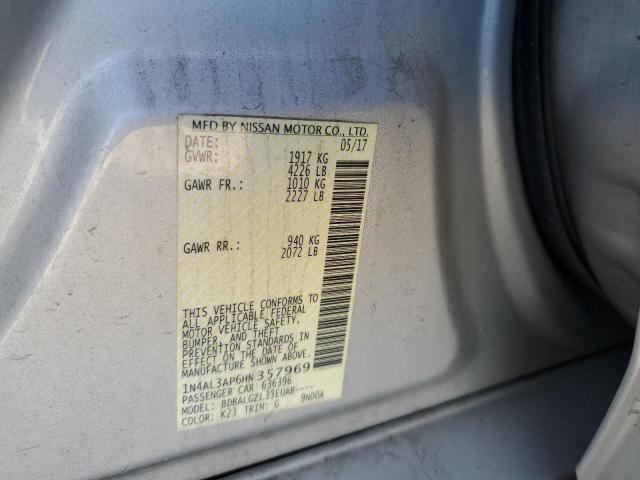 MFD BY NISSAN MOTOR CO., LTD.
DATE: 05/17
GVWR: 1917 KG
4226 LB
GAWR FR.: 1010 KG
2227 LB
GAWR RR.: 940 KG
2072 LB
THIS VEHICLE CONFORMS TO
ALL APPLICABLE FEDERAL
MOTOR VEHICLE SAFETY,
BUMPER, AND THEFT
PREVENTION STANDARDS IN
EFFECT ON THE DATE OF
MANUFACTURE SHOWN ABOVE.
1N4AL3AP6HN357969
PASSENGER CAR 636396
MODEL: BDBALGZL33EUAB----
COLOR: K23 TRIM: G 9N00A